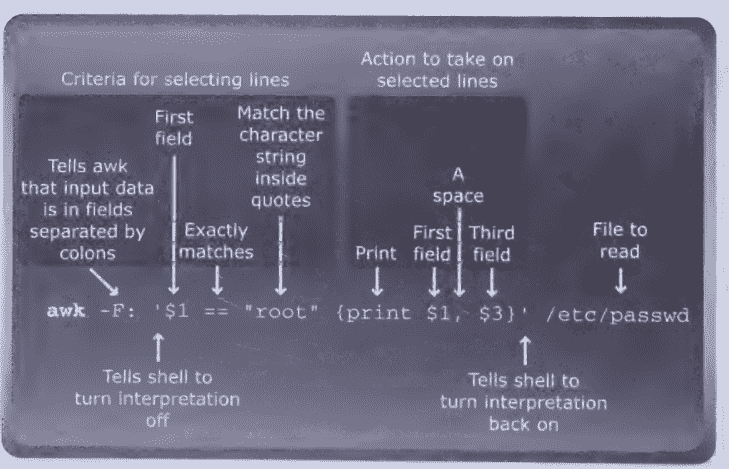 Criteria for selecting lines
Action to take on
selected lines
First
field
Match the
character
string
inside
quotes
Tells awk
that input data
is in fields
separated by
colons
Exactly
matches
A
space
Print
First
field
Third
field
File to
read
awk -F: '$1 == "root" {print $1, $3}' /etc/passwd
Tells shell to
turn interpretation
off
Tells shell to
turn interpretation
back on